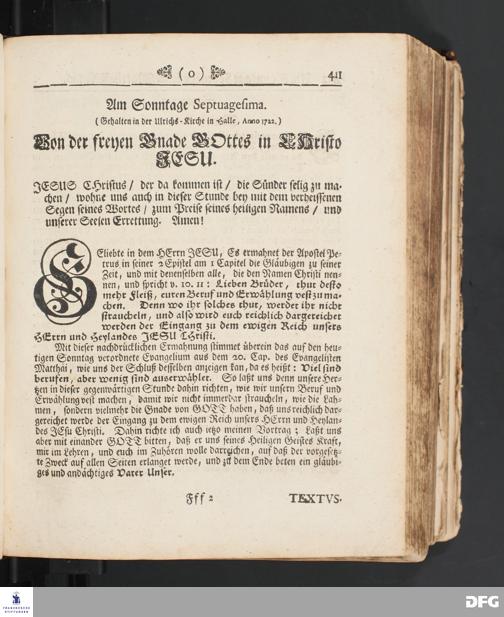 ( 0 ) 411
Am Sonntage Septuagesima.
( Gehalten in der Ulrichs-Kirche in Halle, Anno 1722. )
Von der freyen Gnade GOttes in CHristo
JESU.
JESUS CHristus / der da kommen ist / die Sünder selig zu ma-
chen / wohne uns auch in dieser Stunde bey mit dem verheissenen
Segen seines Wortes / zum Preise seines heiligen Namens / und
unserer Seelen Errettung. Amen!
GEliebte in dem HErrn JESU, Es ermahnet der Apostel Pe-
trus in seiner 2 Epistel am 1 Capitel die Gläubigen zu seiner
Zeit, und mit denenselben alle, die den Namen Christi nen-
nen, und spricht v. 10. 11: Lieben Brüder, thut desto
mehr Fleiß, euren Beruf und Erwählung vest zu ma-
chen. Denn wo ihr solches thut, werdet ihr nicht
straucheln, und also wird euch reichlich dargereichet
werden der Eingang zu dem ewigen Reich unsers
HErrn und Heylandes JESU CHristi.
Mit dieser nachdrücklichen Ermahnung stimmet überein das auf den heu-
tigen Sonntag verordnete Evangelium aus dem 20. Cap. des Evangelisten
Matthäi, wie uns der Schluß desselben anzeigen kan, da es heißt: Viel sind
berufen, aber wenig sind auserwählet. So laßt uns denn unsere Her-
tzen in dieser gegenwärtigen Stunde dahin richten, wie wir unsern Beruf und
Erwählung vest machen, damit wir nicht immerdar straucheln, wie die Lah-
men, sondern vielmehr die Gnade von GOTT haben, daß uns reichlich dar-
gereichet werde der Eingang zu dem ewigen Reich unsers HErrn und Heylan-
des JEsu Christi. Dahin richte ich auch ietzo meinen Vortrag; Laßt uns
aber mit einander GOTT bitten, daß er uns seines Heiligen Geistes Kraft,
mir im Lehren, und euch im Zuhören wolle darreichen, auf daß der vorgesetz-
te Zweck auf allen Seiten erlanget werde, und zu dem Ende beten ein gläubi-
ges und andächtiges Vater Unser.
Fff 2 TEXTVS.
FRANCKESCHE
STIFTUNGEN
DFG